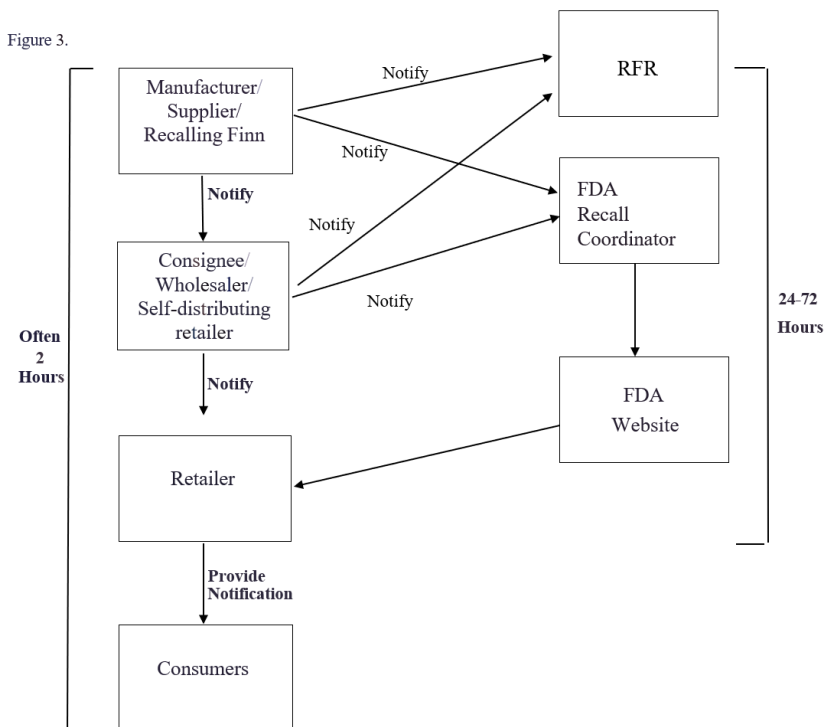 Figure 3.
Manufacturer/
Supplier/
Recalling Finn
Notify
RFR
Notify
Notify
FDA
Recall
Coordinator
Consignee/
Wholesaler/
Self-distributing
retailer
Notify
Notify
Often
2
Hours
24-72
Hours
Notify
FDA
Website
Retailer
Provide
Notification
Consumers